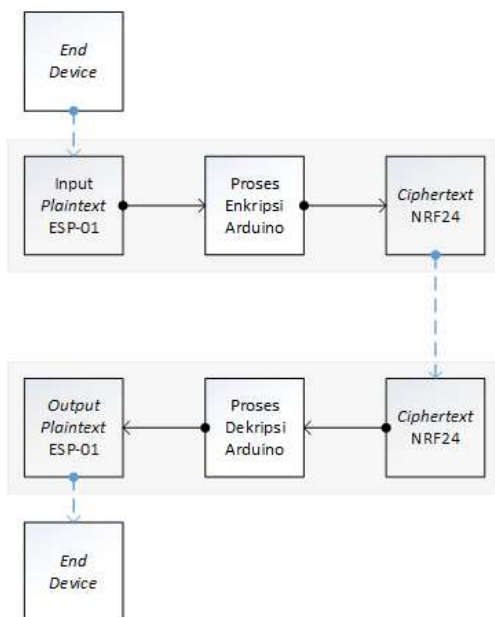 End
Device
Input
Plaintext
ESP-01
Proses
Enkripsi
Arduino
Ciphertext
NRF24
Output
Plaintext
ESP-01
Proses
Dekripsi
Arduino
Ciphertext
NRF24
End
Device